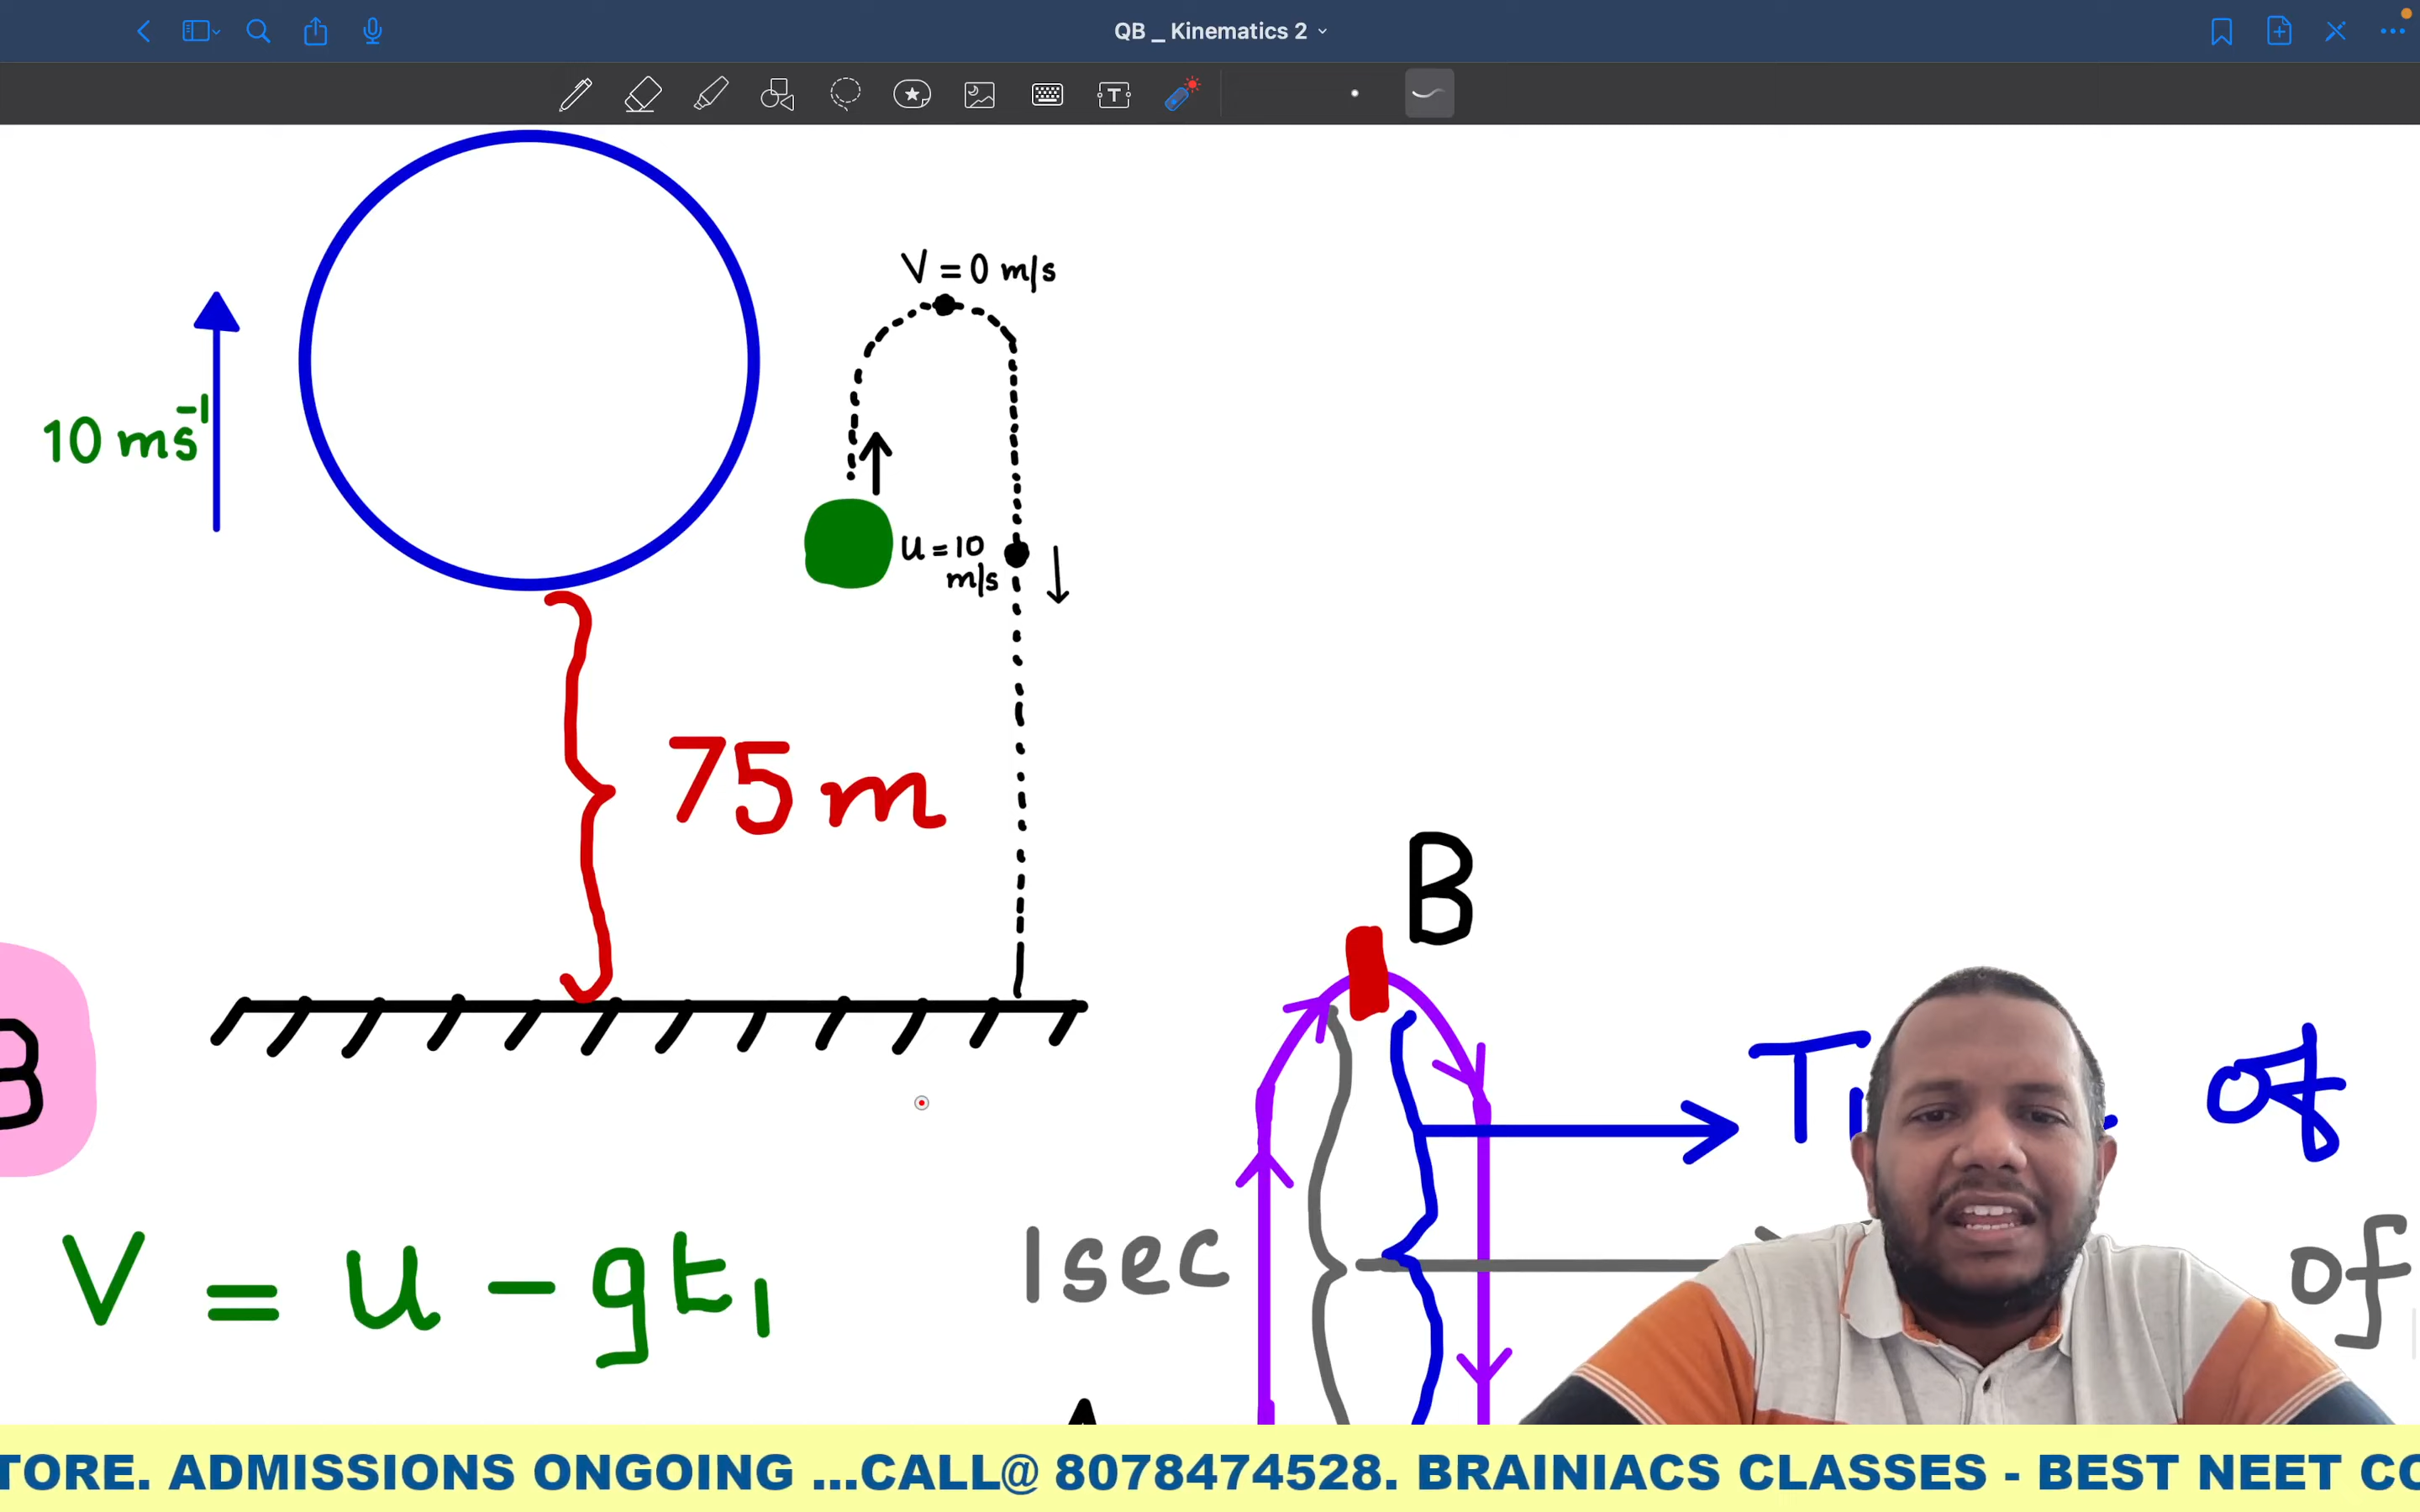 QB _ Kinematics 2
V = 0 m/s
10 ms⁻¹
u = 10
m/s
75 m
B
B
of
1sec
of
V = u - gt₁
TORE. ADMISSIONS ONGOING ...CALL@ 8078474528. BRAINIACS CLASSES - BEST NEET CO